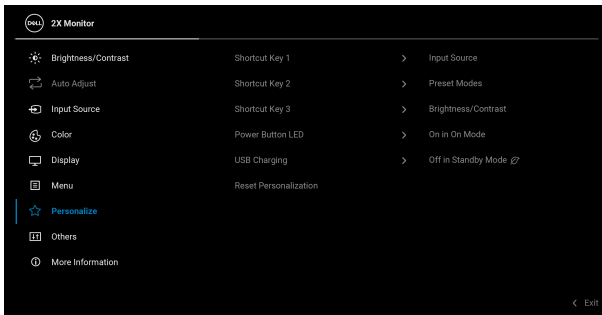 DELL 2X Monitor
Brightness/Contrast Shortcut Key 1 > Input Source
Auto Adjust Shortcut Key 2 > Preset Modes
Input Source Shortcut Key 3 > Brightness/Contrast
Color Power Button LED > On in On Mode
Display USB Charging > Off in Standby Mode
Menu Reset Personalization
Personalize
Others
More Information
< Exit